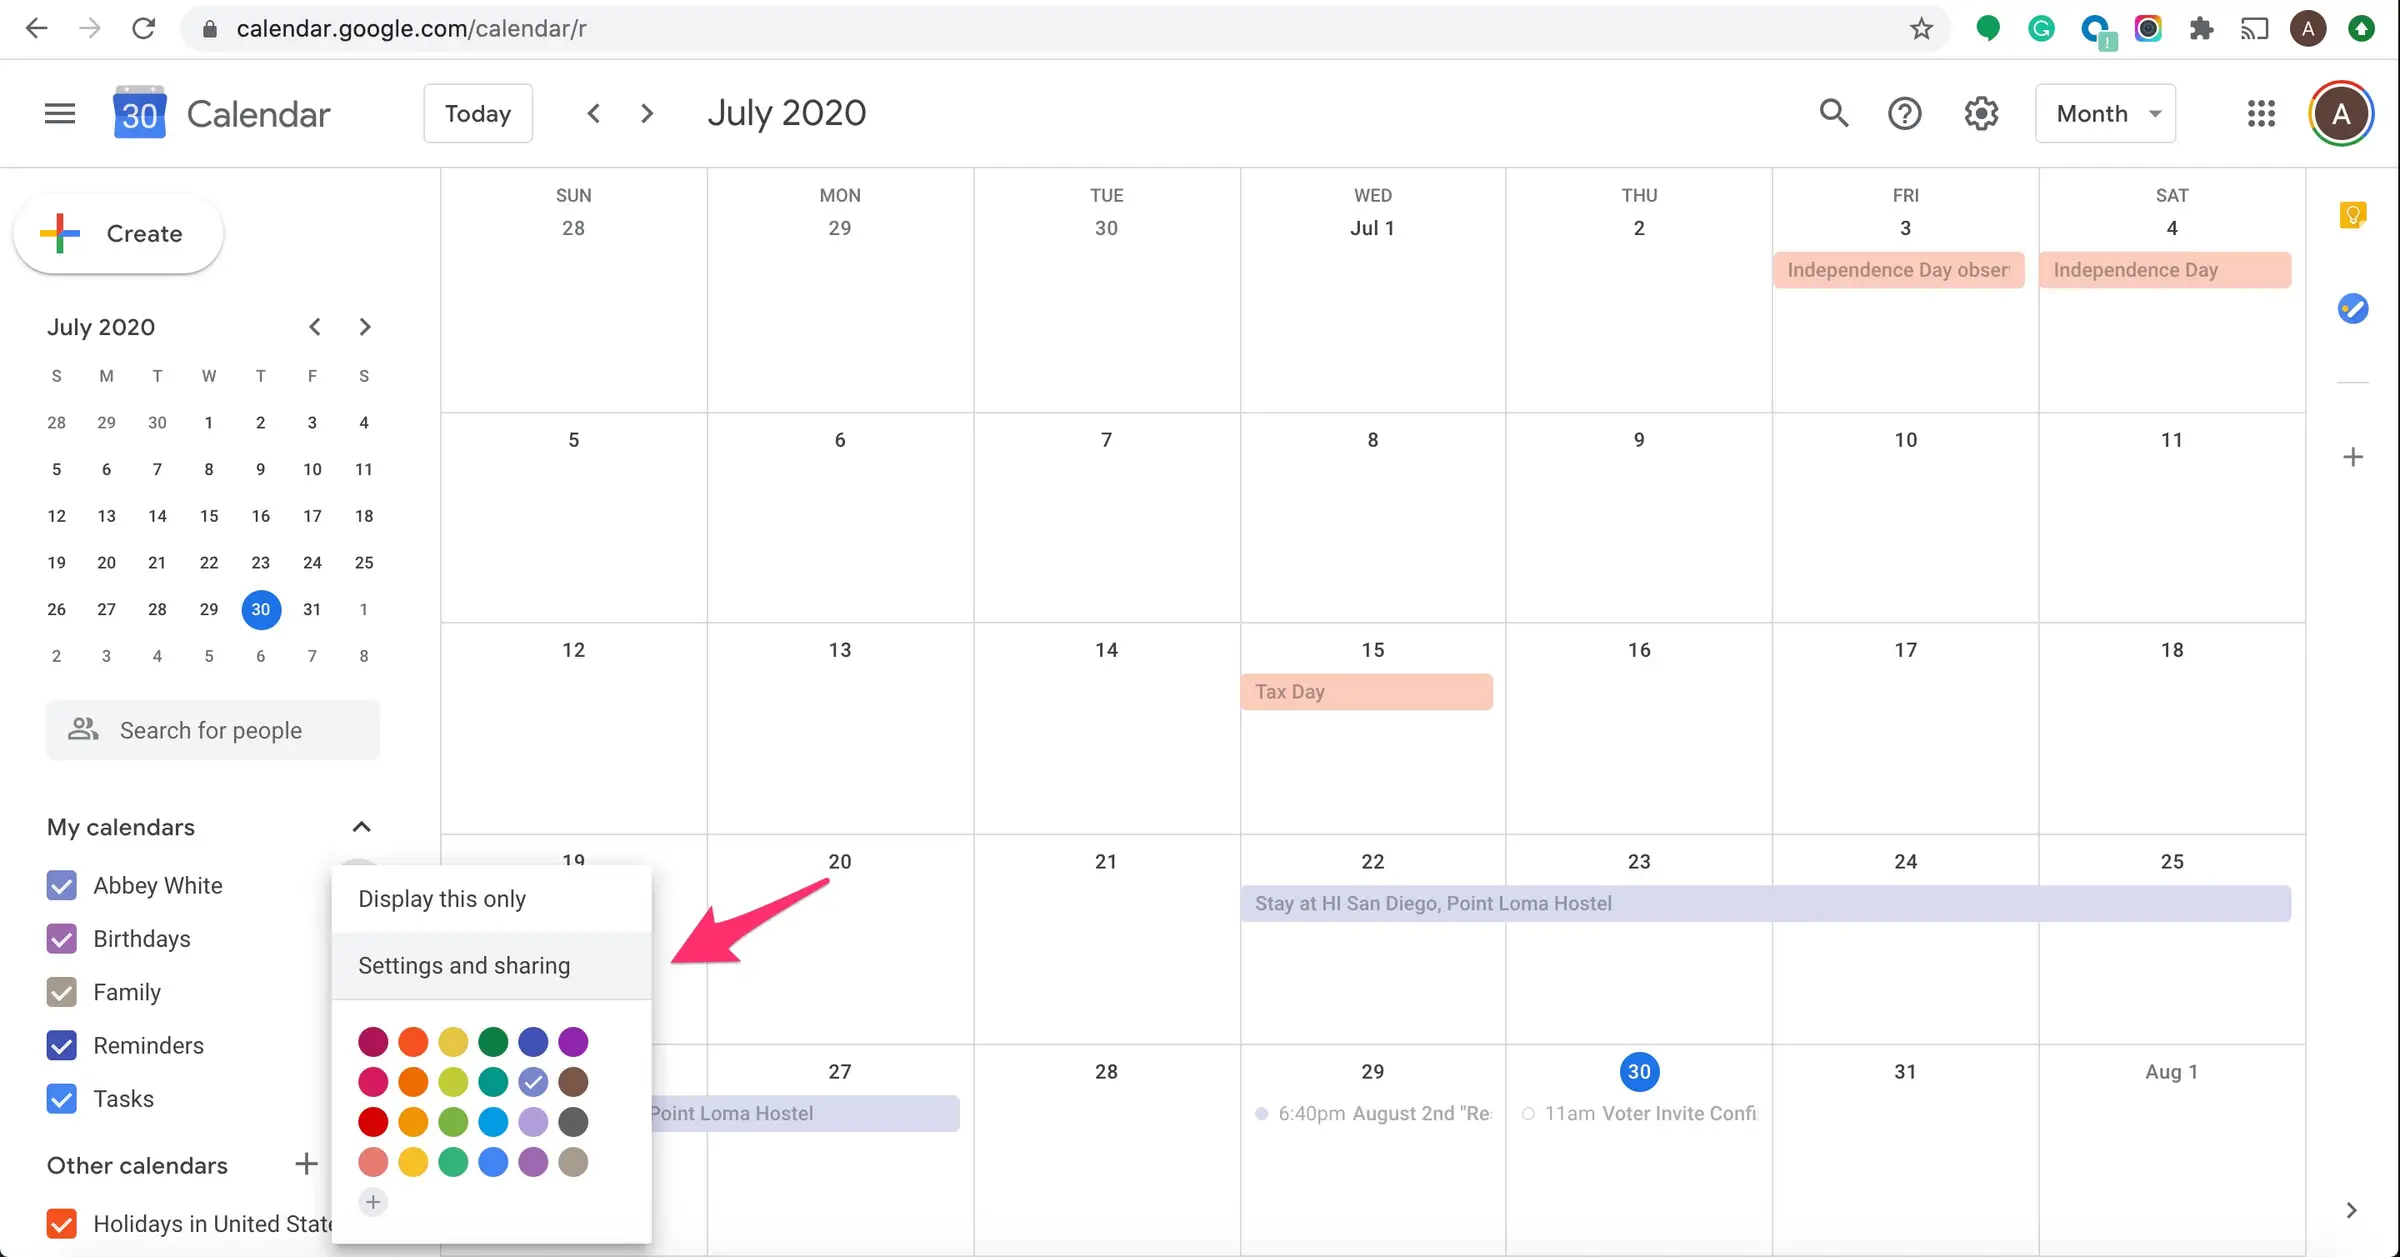 calendar.google.com/calendar/r
A
30 Calendar
Today
July 2020
Month
A
Create
July 2020
S M T W T F S
28 29 30 1 2 3 4
5 6 7 8 9 10 11
12 13 14 15 16 17 18
19 20 21 22 23 24 25
26 27 28 29 30 31 1
2 3 4 5 6 7 8
Search for people
My calendars
Abbey White
Birthdays
Family
Reminders
Tasks
Other calendars
Holidays in United State
Display this only
Settings and sharing
SUN MON TUE WED THU FRI SAT
28 29 30 Jul 1 2 3 4
Independence Day obser
Independence Day
5 6 7 8 9 10 11
12 13 14 15 16 17 18
Tax Day
19 20 21 22 23 24 25
Stay at HI San Diego, Point Loma Hostel
27 28 29 30 31 Aug 1
Point Loma Hostel
6:40pm August 2nd "Re
11am Voter Invite Confi